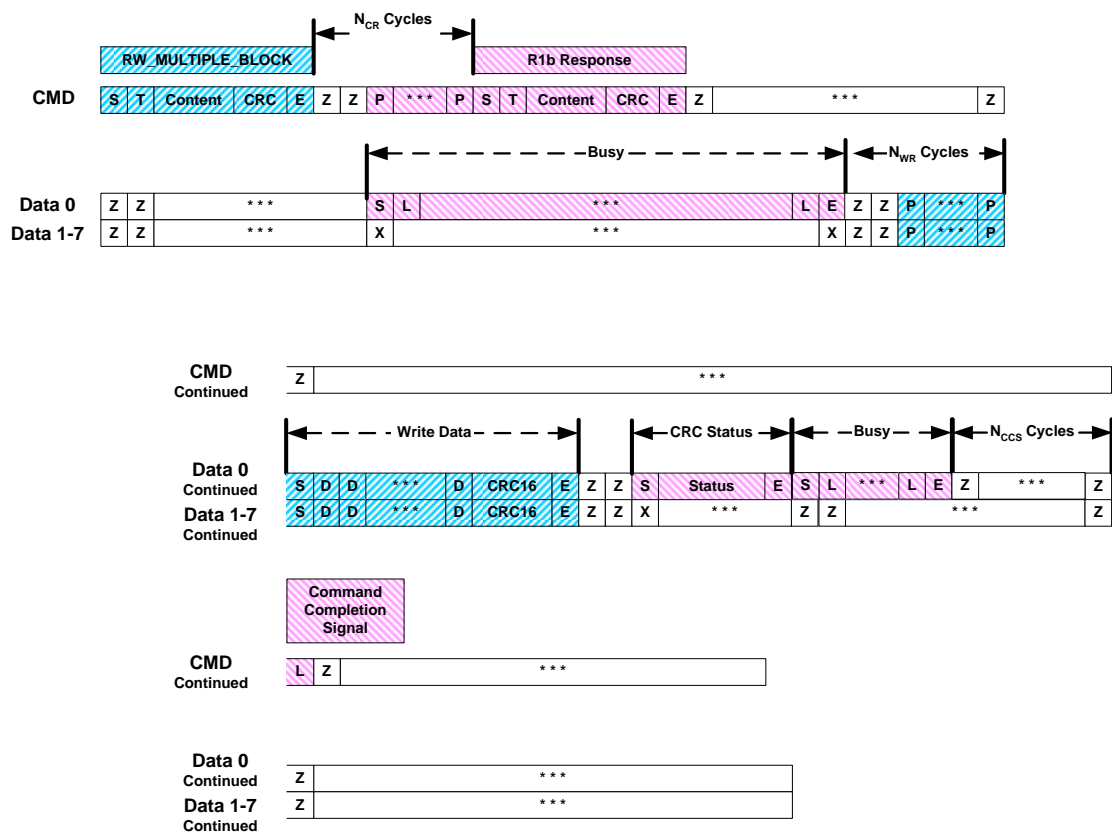 N_CR Cycles
RW_MULTIPLE_BLOCK R1b Response
CMD S T Content CRC E Z Z P *** P S T Content CRC E Z *** Z
Busy N_WR Cycles
Data 0 Z Z *** S L *** L E Z Z P *** P
Data 1-7 Z Z *** X *** X Z Z P *** P
CMD
Continued
Z ***
Write Data CRC Status Busy N_CCS Cycles
Data 0
Continued
S D D *** D CRC16 E Z Z S Status E S L *** L E Z *** Z
Data 1-7
Continued
S D D *** D CRC16 E Z Z X *** Z Z *** Z
Command
Completion
Signal
CMD
Continued
L Z ***
Data 0
Continued
Z ***
Data 1-7
Continued
Z ***